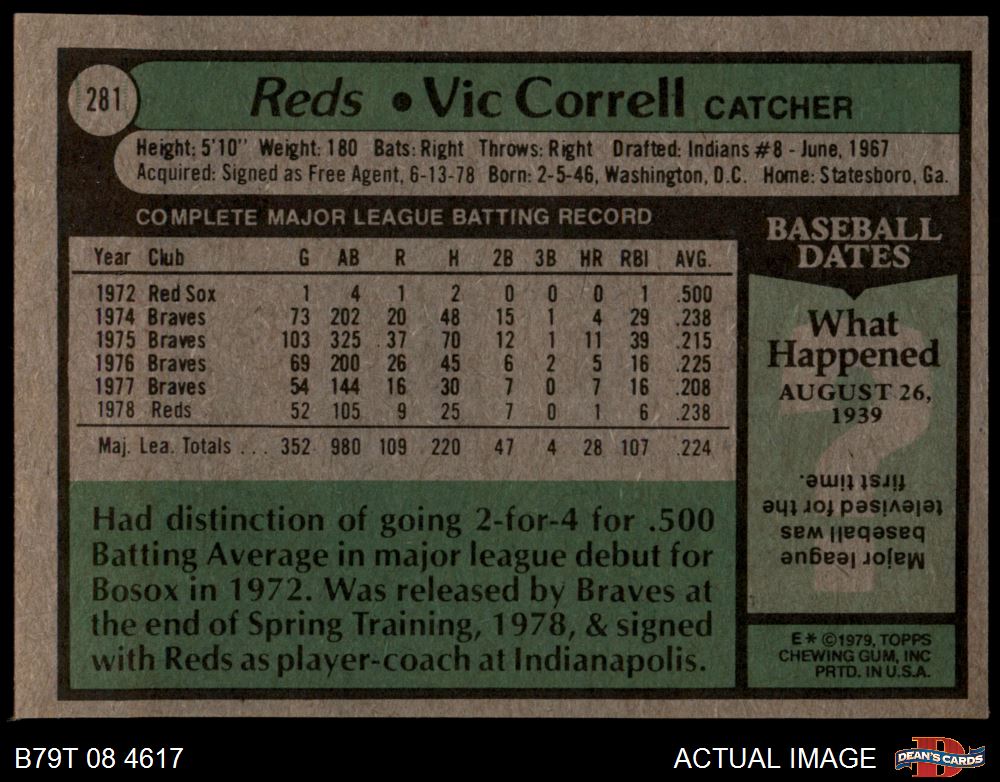 281
Reds • Vic Correll CATCHER
Height: 5'10" Weight: 180 Bats: Right Throws: Right Drafted: Indians #8 - June, 1967
Acquired: Signed as Free Agent, 6-13-78 Born: 2-5-46, Washington, D.C. Home: Statesboro, Ga.
COMPLETE MAJOR LEAGUE BATTING RECORD
Year Club G AB R H 2B 3B HR RBI AVG.
1972 Red Sox 1 4 1 2 0 0 0 1 .500
1974 Braves 73 202 20 48 15 1 4 29 .238
1975 Braves 103 325 37 70 12 1 11 39 .215
1976 Braves 69 200 26 45 6 2 5 16 .225
1977 Braves 54 144 16 30 7 0 7 16 .208
1978 Reds 52 105 9 25 7 0 1 6 .238
Maj. Lea. Totals . . . 352 980 109 220 47 4 28 107 .224
Had distinction of going 2-for-4 for .500
Batting Average in major league debut for
Bosox in 1972. Was released by Braves at
the end of Spring Training, 1978, & signed
with Reds as player-coach at Indianapolis.
BASEBALL
DATES
What
Happened
AUGUST 26,
1939
Major league
baseball was
televised for the
first time.
E* ©1979, TOPPS
CHEWING GUM, INC
PRTD. IN U.S.A.
B79T 08 4617
ACTUAL IMAGE
DEAN'S CARDS